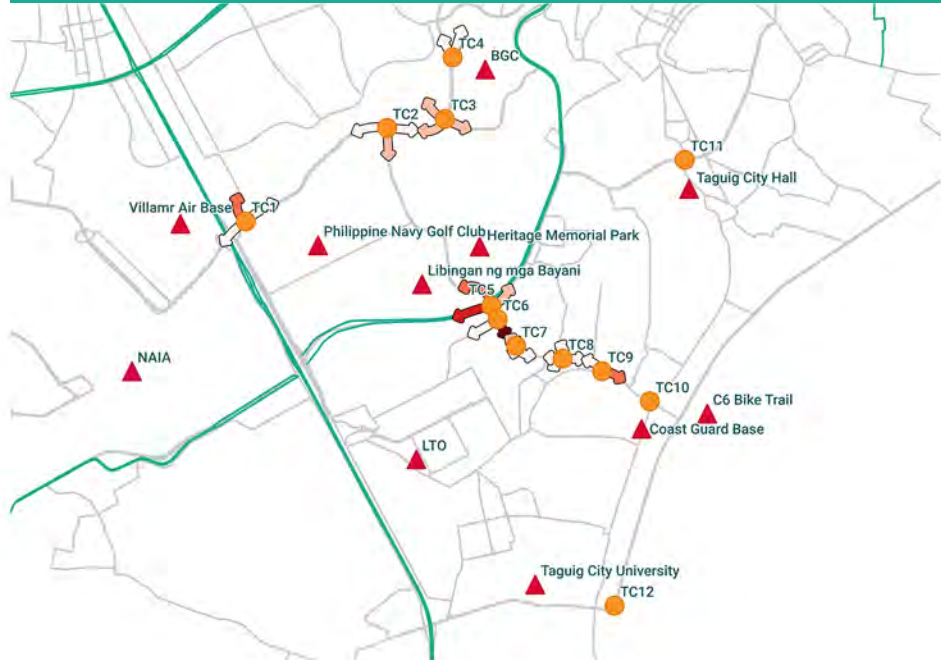 TC4
BGC
TC3
TC2
TC11
Taguig City Hall
Villamr Air Base
TC1
Philippine Navy Golf Club
Heritage Memorial Park
Libingan ng mga Bayani
TC5
TC6
TC7
TC8
TC9
NAIA
TC10
C6 Bike Trail
Coast Guard Base
LTO
Taguig City University
TC12